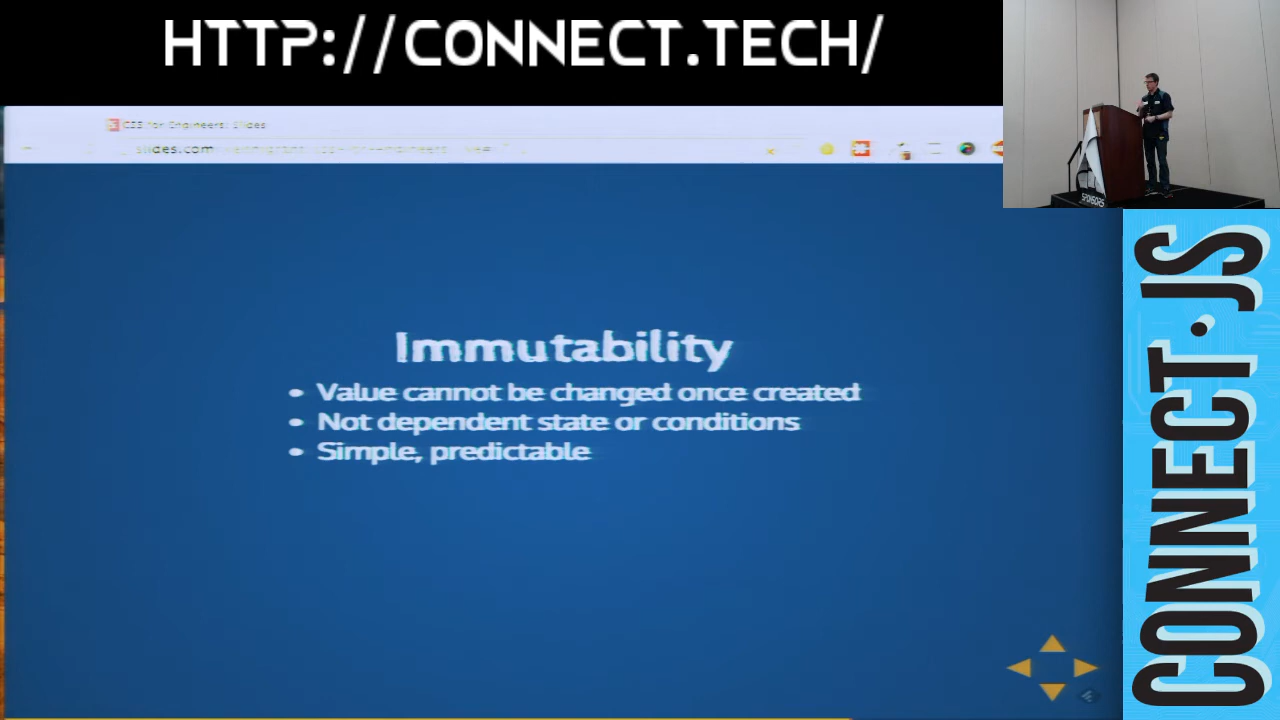 HTTP://CONNECT.TECH/
CSS for Engineers: Slides
slides.com
Immutability
• Value cannot be changed once created
• Not dependent state or conditions
• Simple, predictable
SPONSORS
CONNECT·JS